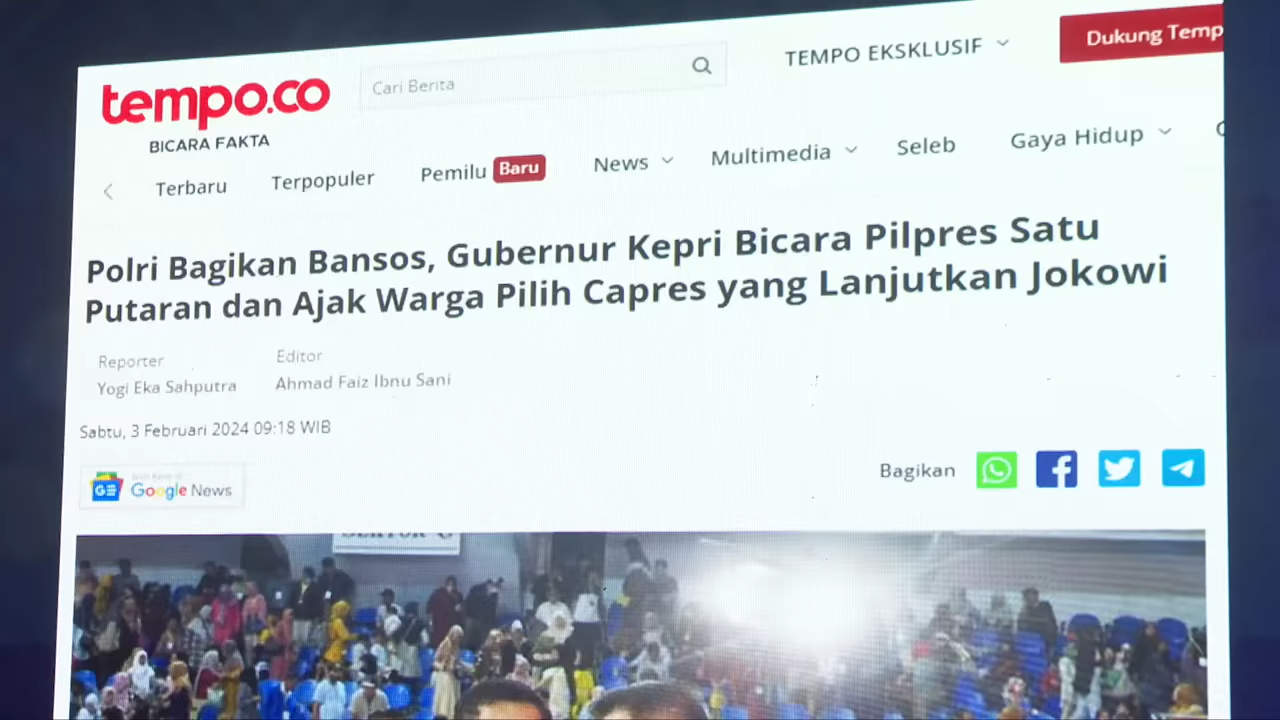 tempo.co
BICARA FAKTA
Cari Berita
TEMPO EKSKLUSIF
Dukung Temp
Terbaru
Terpopuler
Pemilu Baru
News
Multimedia
Seleb
Gaya Hidup
Polri Bagikan Bansos, Gubernur Kepri Bicara Pilpres Satu
Putaran dan Ajak Warga Pilih Capres yang Lanjutkan Jokowi
Reporter
Editor
Yogi Eka Sahputra
Ahmad Faiz Ibnu Sani
Sabtu, 3 Februari 2024 09:18 WIB
Google News
Bagikan